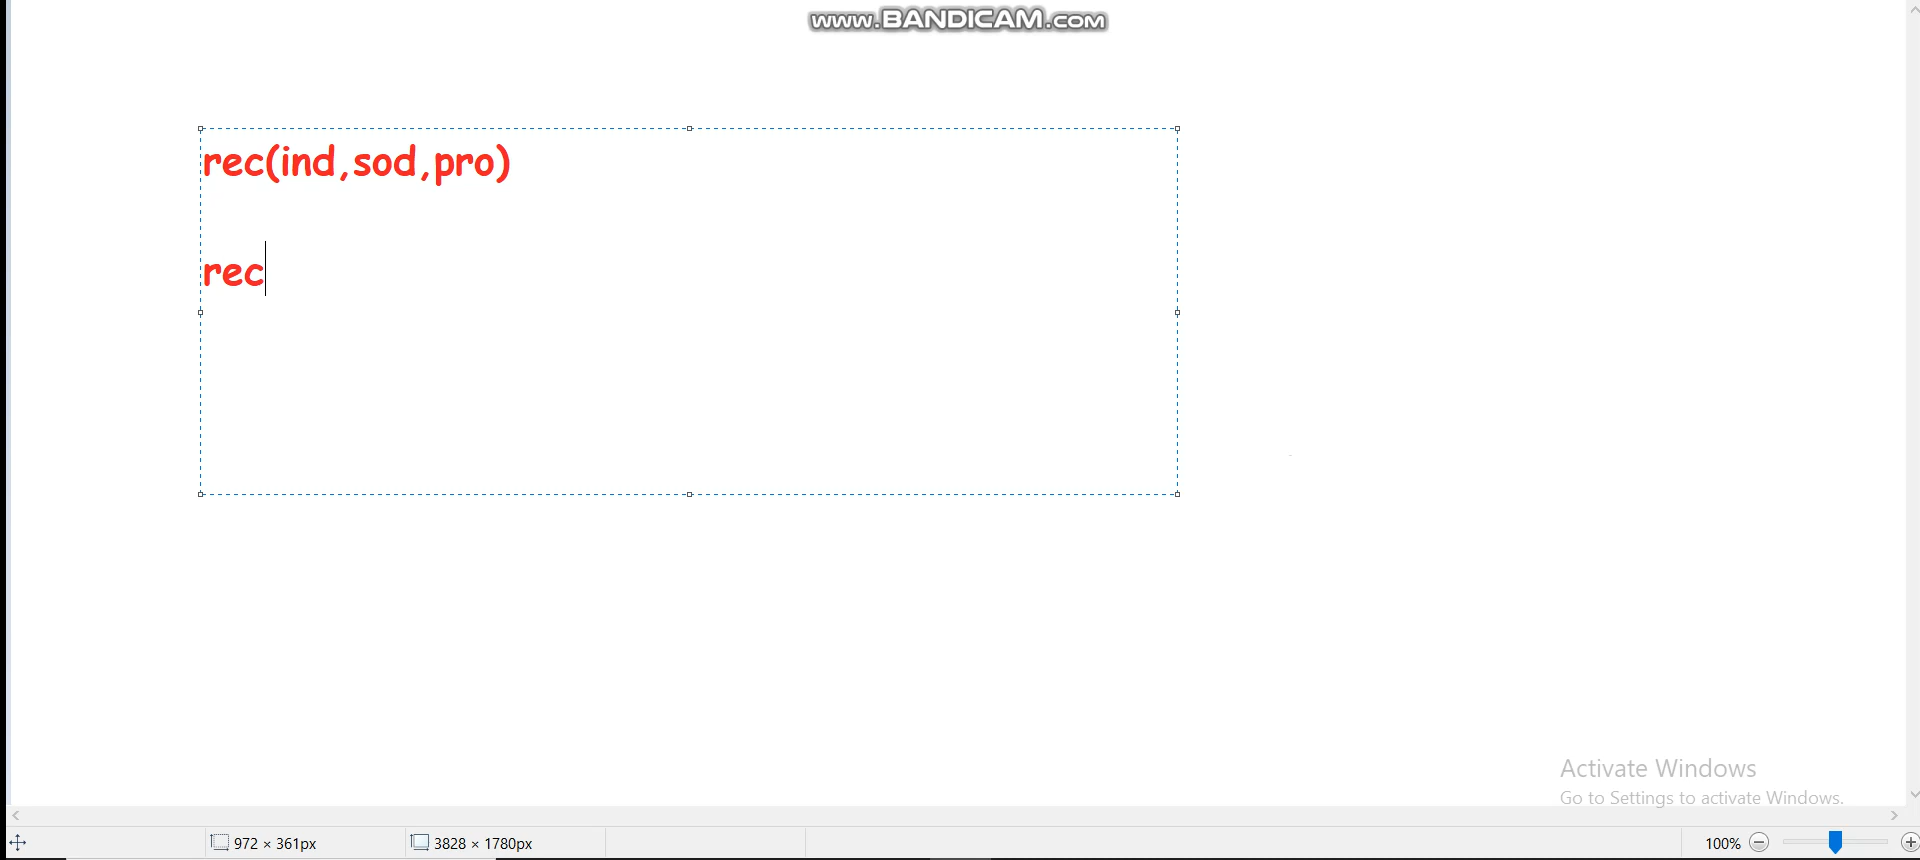 www.BANDICAM.com
rec(ind,sod,pro)
rec
Activate Windows
Go to Settings to activate Windows.
972 × 361px
3828 × 1780px
100%